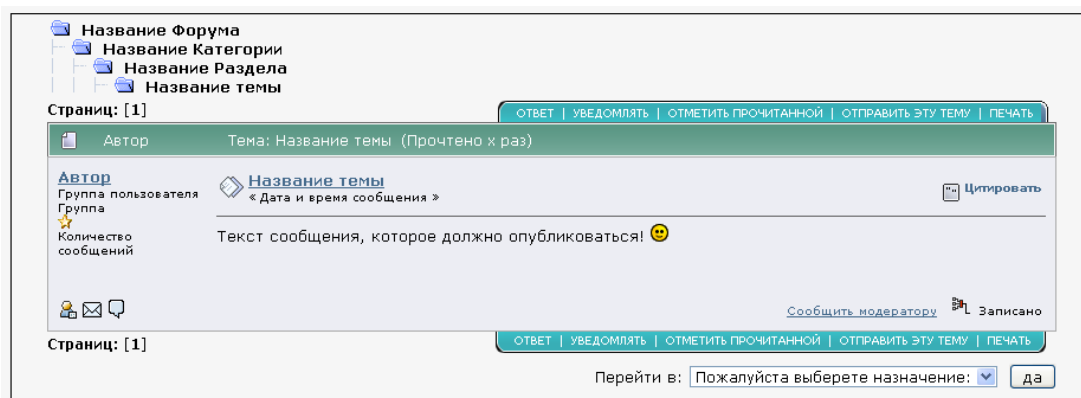 Название Форума
Название Категории
Название Раздела
Название темы
Страниц: [1]
ОТВЕТ | УВЕДОМЛЯТЬ | ОТМЕТИТЬ ПРОЧИТАННОЙ | ОТПРАВИТЬ ЭТУ ТЕМУ | ПЕЧАТЬ
Автор Тема: Название темы (Прочтено x раз)
Автор
Группа пользователя
Группа
Количество
сообщений
Название темы
« Дата и время сообщения »
Цитировать
Текст сообщения, которое должно опубликоваться!
Сообщить модератору Записано
Страниц: [1]
ОТВЕТ | УВЕДОМЛЯТЬ | ОТМЕТИТЬ ПРОЧИТАННОЙ | ОТПРАВИТЬ ЭТУ ТЕМУ | ПЕЧАТЬ
Перейти в: Пожалуйста выберете назначение: да